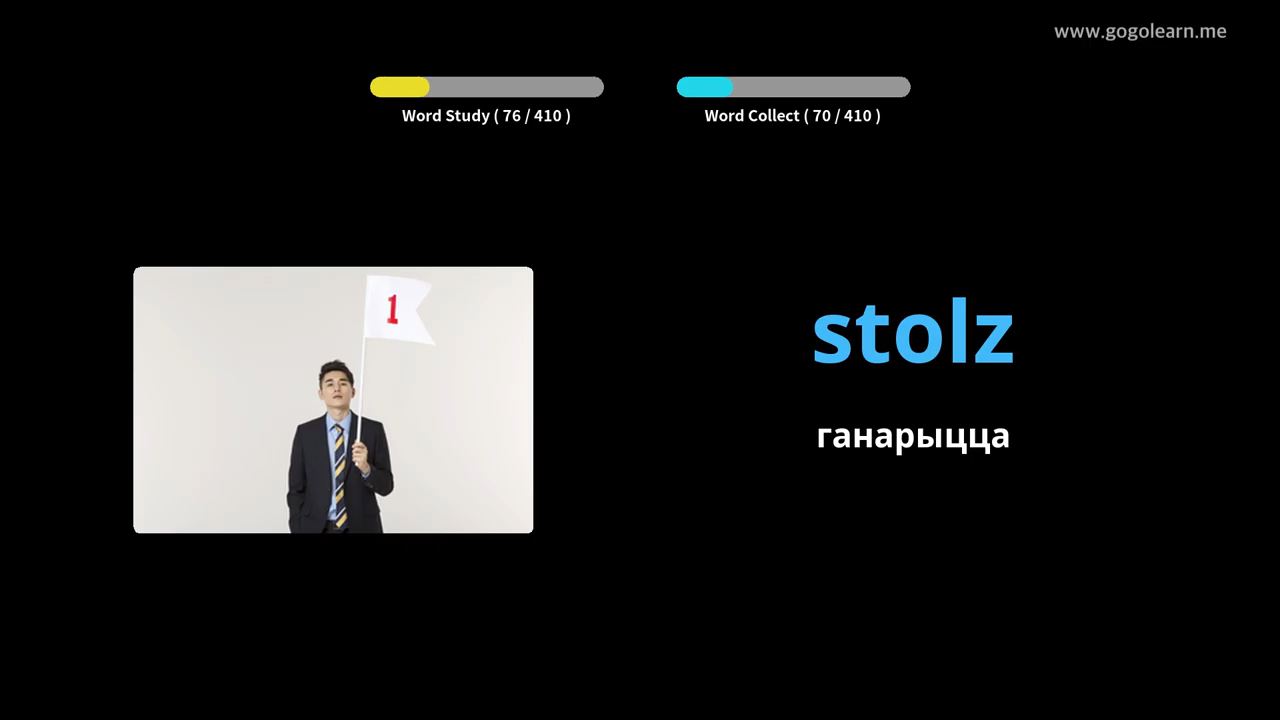 www.gogolearn.me
Word Study ( 76 / 410 )
Word Collect ( 70 / 410 )
1
stolz
ганарыцца